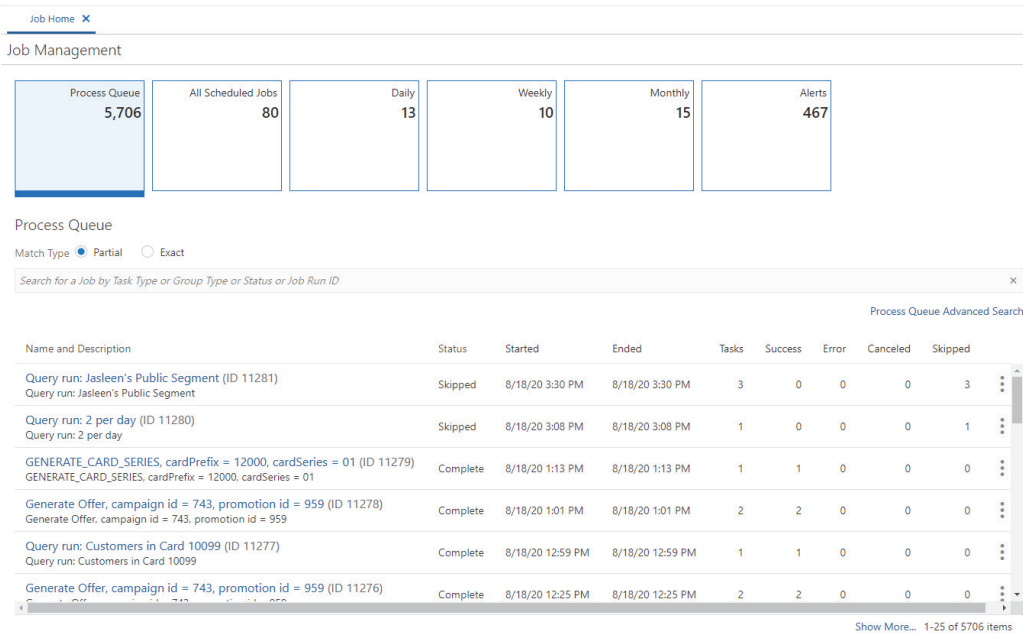 Job Home ✕
Job Management
Process Queue All Scheduled Jobs Daily Weekly Monthly Alerts
5,706 80 13 10 15 467
Process Queue
Match Type Partial Exact
Search for a Job by Task Type or Group Type or Status or Job Run ID ×
Process Queue Advanced Search
Name and Description Status Started Ended Tasks Success Error Canceled Skipped
Query run: Jasleen's Public Segment (ID 11281)
Query run: Jasleen's Public Segment
Skipped 8/18/20 3:30 PM 8/18/20 3:30 PM 3 0 0 0 3
Query run: 2 per day (ID 11280)
Query run: 2 per day
Skipped 8/18/20 3:08 PM 8/18/20 3:08 PM 1 0 0 0 1
GENERATE_CARD_SERIES, cardPrefix = 12000, cardSeries = 01 (ID 11279)
GENERATE_CARD_SERIES, cardPrefix = 12000, cardSeries = 01
Complete 8/18/20 1:13 PM 8/18/20 1:13 PM 1 1 0 0 0
Generate Offer, campaign id = 743, promotion id = 959 (ID 11278)
Generate Offer, campaign id = 743, promotion id = 959
Complete 8/18/20 1:01 PM 8/18/20 1:01 PM 2 2 0 0 0
Query run: Customers in Card 10099 (ID 11277)
Query run: Customers in Card 10099
Complete 8/18/20 12:59 PM 8/18/20 12:59 PM 1 1 0 0 0
Generate Offer, campaign id = 743, promotion id = 959 (ID 11276)
Complete 8/18/20 12:25 PM 8/18/20 12:25 PM 2 2 0 0 0
Show More... 1-25 of 5706 items